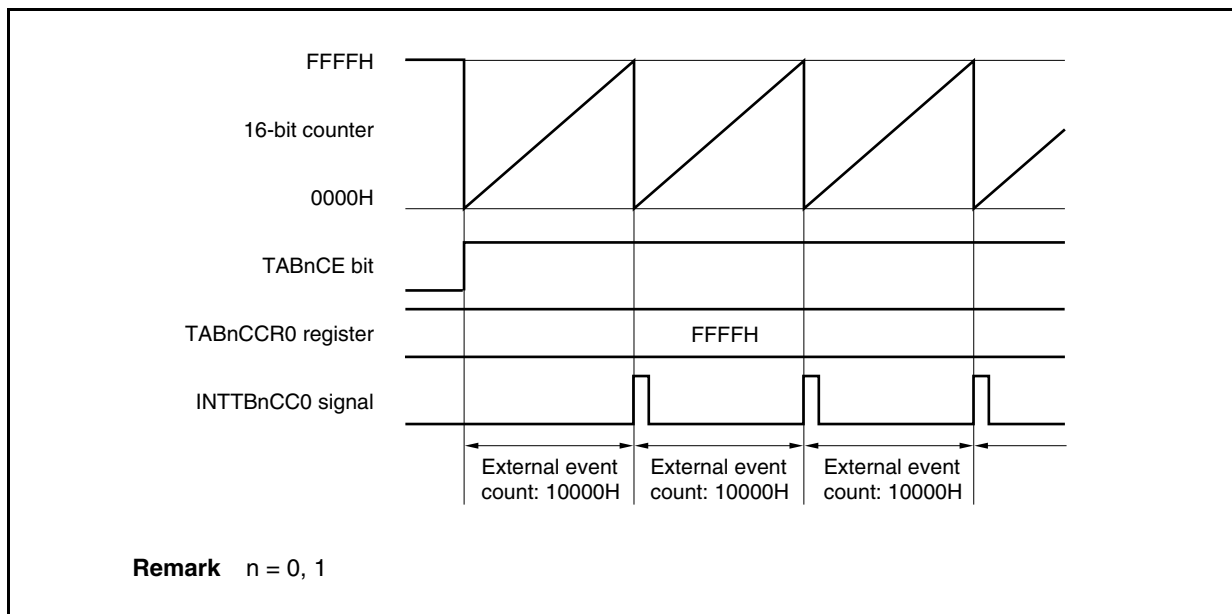 FFFFH
16-bit counter
0000H
TABnCE bit
TABnCCR0 register
FFFFH
INTTBnCC0 signal
External event
count: 10000H
External event
count: 10000H
External event
count: 10000H
Remark n = 0, 1